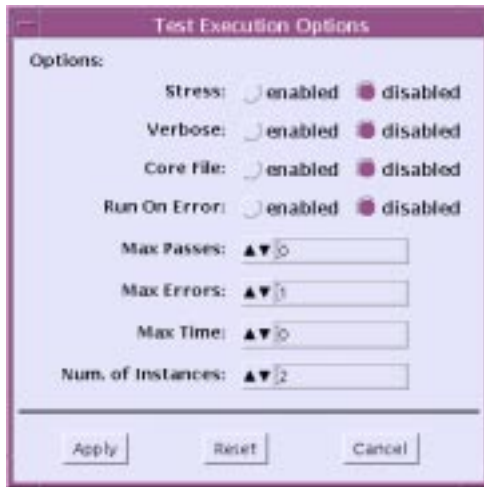 Test Execution Options
Options:
Stress: enabled disabled
Verbose: enabled disabled
Core File: enabled disabled
Run On Error: enabled disabled
Max Passes: 0
Max Errors: 1
Max Time: 0
Num. of Instances: 2
Apply Reset Cancel